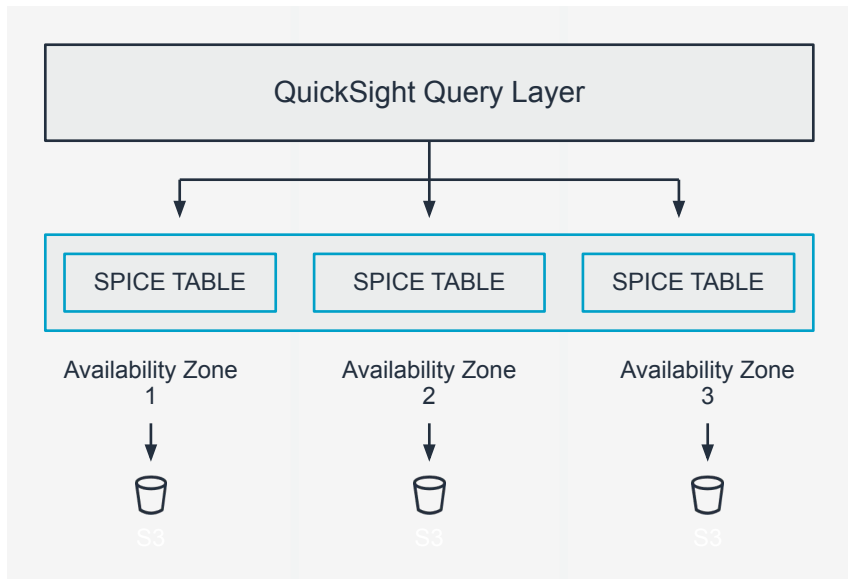 QuickSight Query Layer
SPICE TABLE
SPICE TABLE
SPICE TABLE
Availability Zone
1
Availability Zone
2
Availability Zone
3
S3
S3
S3